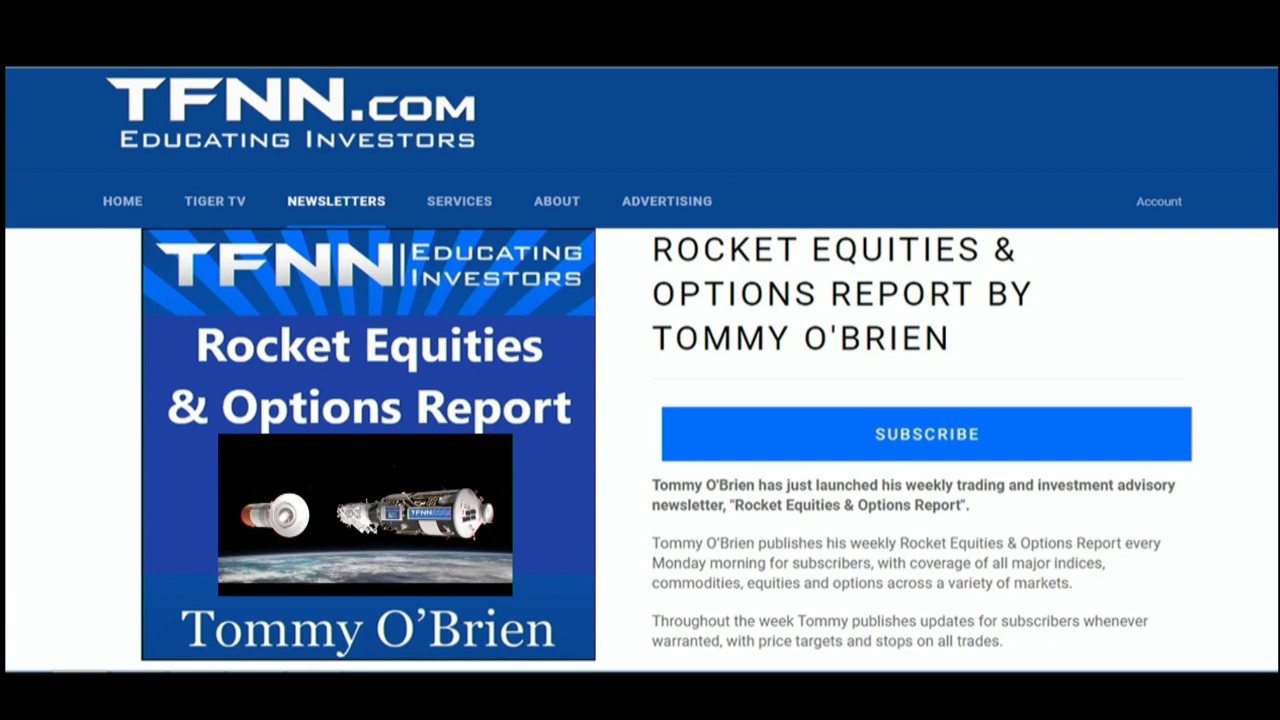 TFNN.COM
EDUCATING INVESTORS
HOME TIGER TV NEWSLETTERS SERVICES ABOUT ADVERTISING Account
TFNN EDUCATING
INVESTORS
Rocket Equities
& Options Report
TFNN
Tommy O'Brien
ROCKET EQUITIES &
OPTIONS REPORT BY
TOMMY O'BRIEN
SUBSCRIBE
Tommy O'Brien has just launched his weekly trading and investment advisory
newsletter, "Rocket Equities & Options Report".
Tommy O'Brien publishes his weekly Rocket Equities & Options Report every
Monday morning for subscribers, with coverage of all major indices,
commodities, equities and options across a variety of markets.
Throughout the week Tommy publishes updates for subscribers whenever
warranted, with price targets and stops on all trades.